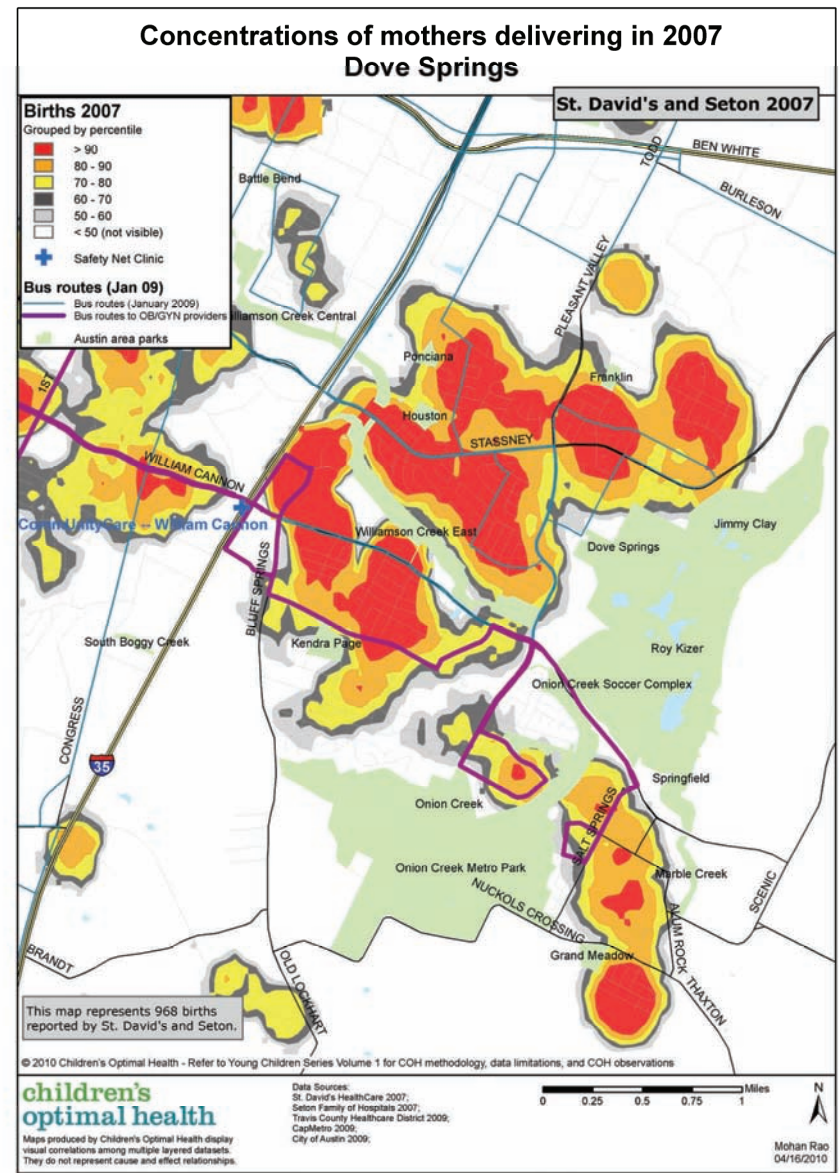 Concentrations of mothers delivering in 2007
Dove Springs
St. David's and Seton 2007
Births 2007
Grouped by percentile
> 90
80 - 90
70 - 80
60 - 70
50 - 60
< 50 (not visible)
Safety Net Clinic
Bus routes (Jan 09)
Bus routes (January 2009)
Bus routes to OB/GYN providers
Austin area parks
TODD
BEN WHITE
BURLESON
Battle Bend
PLEASANT VALLEY
illiamson Creek Central
Ponciana
Franklin
1ST
Houston
STASSNEY
WILLIAM CANNON
CommUnityCare -- William Cannon
Williamson Creek East
Jimmy Clay
Dove Springs
BLUFF SPRINGS
South Boggy Creek
Kendra Page
Roy Kizer
Onion Creek Soccer Complex
CONGRESS
35
Springfield
Onion Creek
SALT SPRINGS
Onion Creek Metro Park
Marble Creek
NUCKOLS CROSSING
SCENIC
ALUM ROCK
BRANDT
OLD LOCKHART
Grand Meadow
THAXTON
This map represents 968 births
reported by St. David's and Seton.
© 2010 Children's Optimal Health - Refer to Young Children Series Volume 1 for COH methodology, data limitations, and COH observations
children's
optimal health
Maps produced by Children's Optimal Health display
visual correlations among multiple layered datasets.
They do not represent cause and effect relationships.
Data Sources:
St. David's HealthCare 2007;
Seton Family of Hospitals 2007;
Travis County Healthcare District 2009;
CapMetro 2009;
City of Austin 2009;
Miles
0 0.25 0.5 0.75 1
N
Mohan Rao
04/16/2010